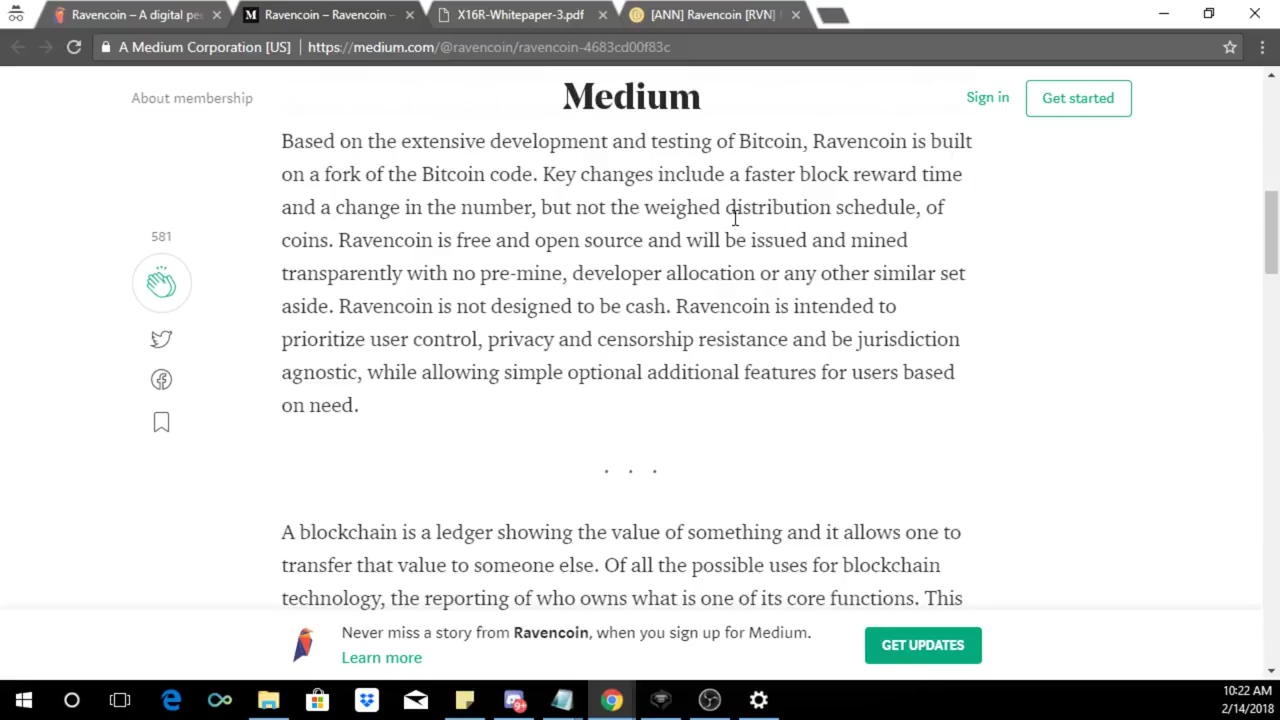 Ravencoin – A digital pe
Ravencoin – Ravencoin -
X16R-Whitepaper-3.pdf
[ANN] Ravencoin [RVN]
A Medium Corporation [US]
https://medium.com/@ravencoin/ravencoin-4683cd00f83c
About membership
Medium
Sign in
Get started
Based on the extensive development and testing of Bitcoin, Ravencoin is built
on a fork of the Bitcoin code. Key changes include a faster block reward time
and a change in the number, but not the weighed distribution schedule, of
coins. Ravencoin is free and open source and will be issued and mined
transparently with no pre-mine, developer allocation or any other similar set
aside. Ravencoin is not designed to be cash. Ravencoin is intended to
prioritize user control, privacy and censorship resistance and be jurisdiction
agnostic, while allowing simple optional additional features for users based
on need.
581
. . .
A blockchain is a ledger showing the value of something and it allows one to
transfer that value to someone else. Of all the possible uses for blockchain
technology, the reporting of who owns what is one of its core functions. This
Never miss a story from Ravencoin, when you sign up for Medium.
Learn more
GET UPDATES
10:22 AM
2/14/2018